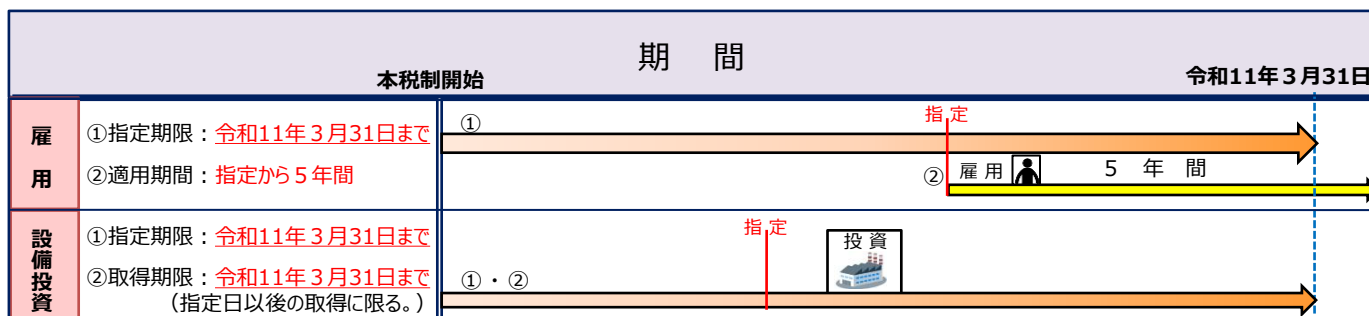 期　間
本税制開始
令和11年３月31日
雇用
①指定期限：令和11年３月31日まで
②適用期間：指定から５年間
①
指定
②
雇用
５年間
設備投資
①指定期限：令和11年３月31日まで
②取得期限：令和11年３月31日まで
（指定日以後の取得に限る。）
①・②
指定
投資